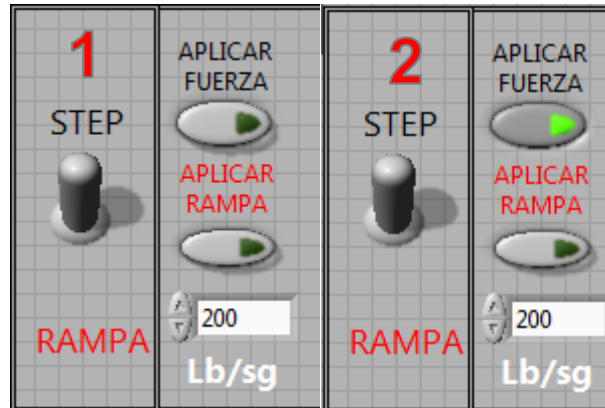 1
STEP
RAMPA
APLICAR
FUERZA
APLICAR
RAMPA
200
Lb/sg
2
STEP
RAMPA
APLICAR
FUERZA
APLICAR
RAMPA
200
Lb/sg